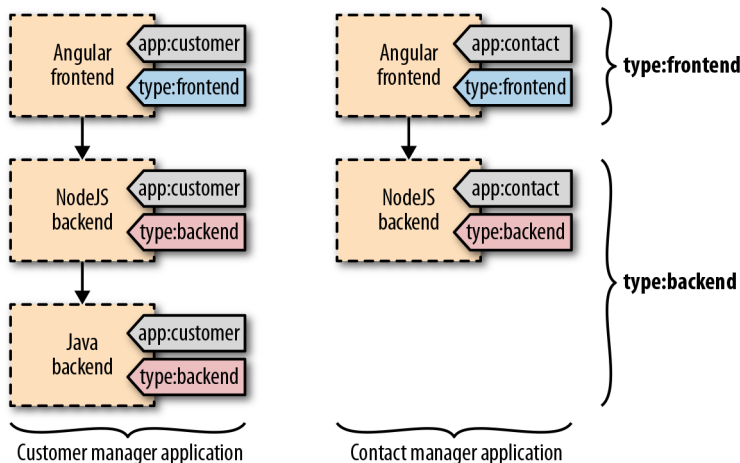 Angular
frontend
app:customer
type:frontend
Angular
frontend
app:contact
type:frontend
type:frontend
NodeJS
backend
app:customer
type:backend
NodeJS
backend
app:contact
type:backend
type:backend
Java
backend
app:customer
type:backend
Customer manager application
Contact manager application